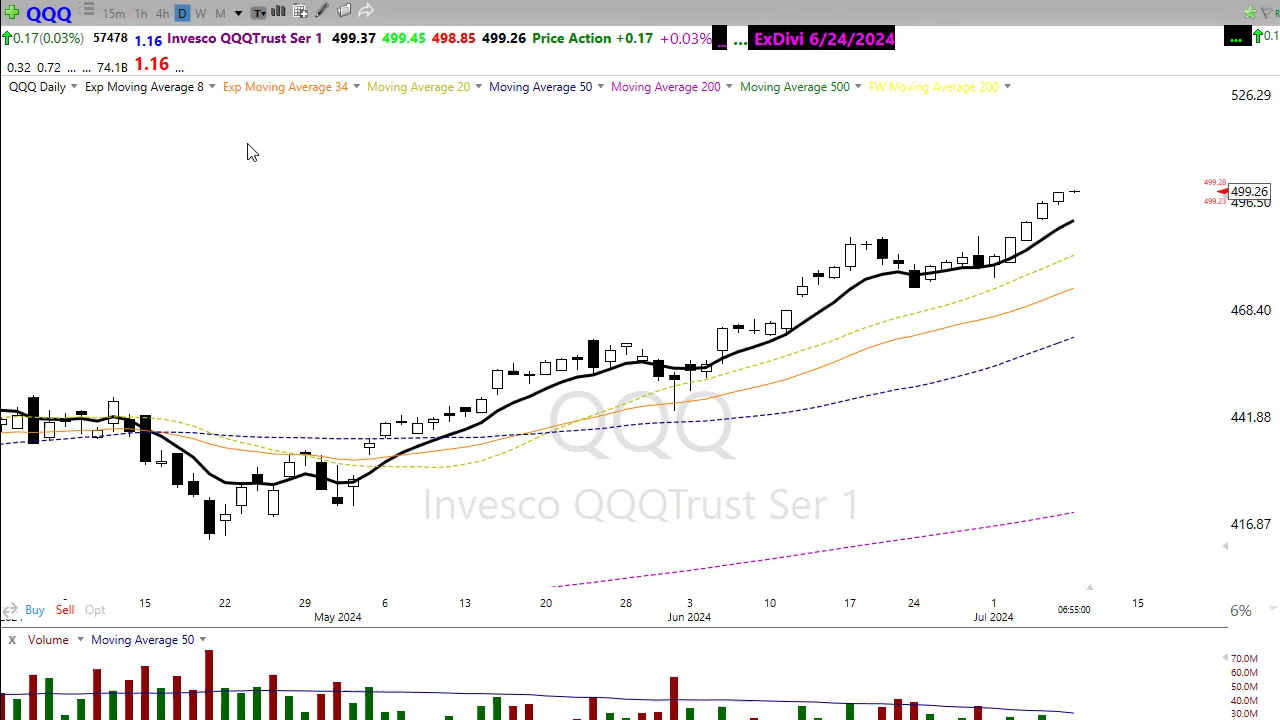 QQQ 15m 1h 4h D W M T
0.17(0.03%) 57478 1.16 Invesco QQQTrust Ser 1 499.37 499.45 498.85 499.26 Price Action +0.17 +0.03% ... ... ExDivi 6/24/2024 ... 0.1
0.32 0.72 ... ... 74.1B 1.16 ...
QQQ Daily Exp Moving Average 8 Exp Moving Average 34 Moving Average 20 Moving Average 50 Moving Average 200 Moving Average 500 FW Moving Average 200
526.29
499.28
499.26
499.23
496.50
468.40
441.88
QQQ
Invesco QQQTrust Ser 1
416.87
15 22 29 6 13 20 28 3 10 17 24 1 15
Buy Sell Opt
May 2024 Jun 2024 Jul 2024 06:55:00
6%
X Volume Moving Average 50
70.0M
60.0M
50.0M
40.0M
30.0M